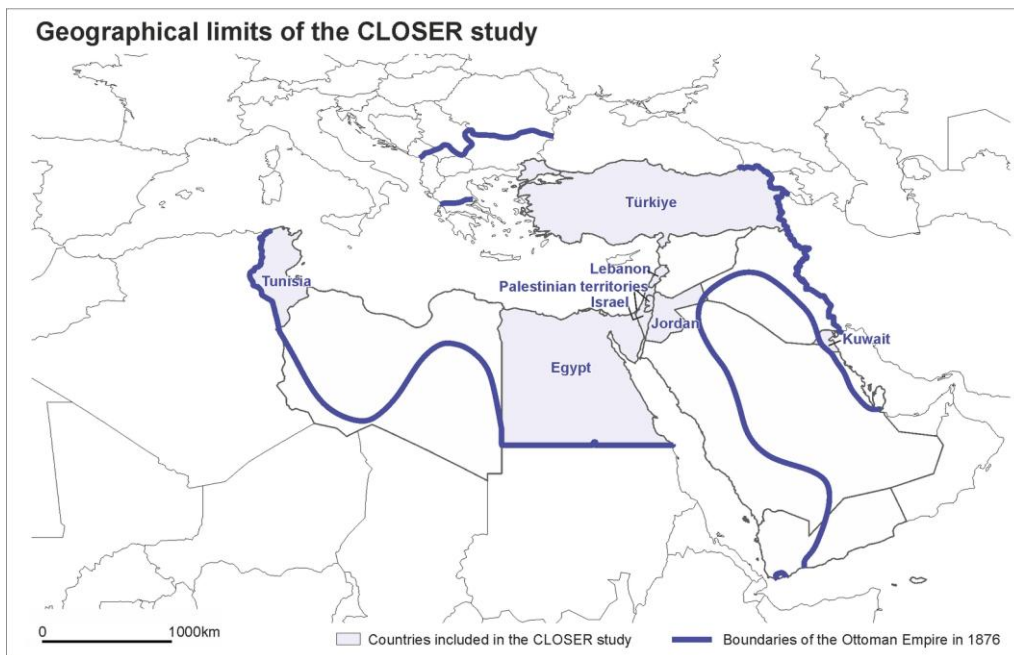 Geographical limits of the CLOSER study
Türkiye
Lebanon
Palestinian territories
Israel
Tunisia
Jordan
Kuwait
Egypt
0 1000km
Countries included in the CLOSER study
Boundaries of the Ottoman Empire in 1876